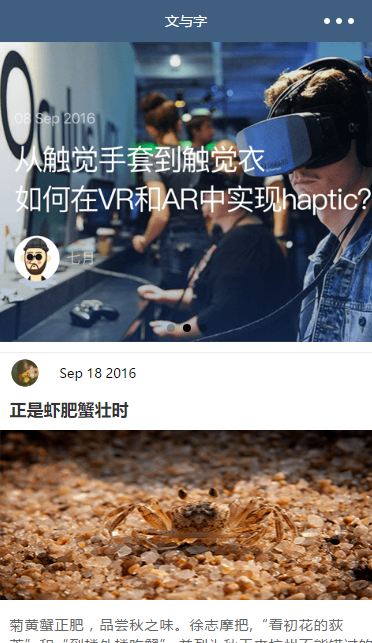 文与字
08 Sep 2016
从触觉手套到触觉衣
如何在VR和AR中实现haptic?
七月
Sep 18 2016
正是虾肥蟹壮时
菊黄蟹正肥，品尝秋之味。徐志摩把,“看初花的荻
芦”和“到楼外楼吃蟹”并列为秋天来杭州不能错过的